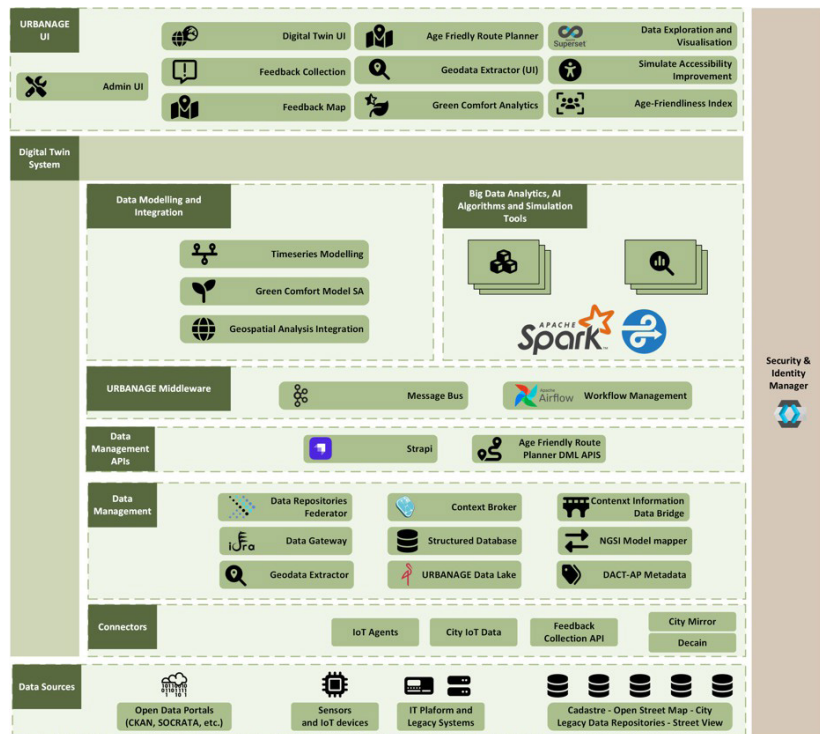 URBANAGE
UI
Admin UI
Digital Twin UI
Feedback Collection
Feedback Map
Age Friedly Route Planner
Geodata Extractor (UI)
Green Comfort Analytics
Superset
Data Exploration and
Visualisation
Simulate Accessibility
Improvement
Age-Friendliness Index
Digital Twin
System
Data Modelling and
Integration
Timeseries Modelling
Green Comfort Model SA
Geospatial Analysis Integration
Big Data Analytics, AI
Algorithms and Simulation
Tools
APACHE
Spark
URBANAGE Middleware
Message Bus
Airflow
Workflow Management
Data
Management
APIs
Strapi
Age Friendly Route
Planner DML APIS
Data
Management
Data Repositories
Federator
Context Broker
Contenxt Information
Data Bridge
idra
Data Gateway
Structured Database
NGSI Model mapper
Geodata Extractor
URBANAGE Data Lake
DACT-AP Metadata
Connectors
IoT Agents
City IoT Data
Feedback
Collection API
City Mirror
Decain
Data Sources
Open Data Portals
(CKAN, SOCRATA, etc.)
Sensors
and IoT devices
IT Plaform and
Legacy Systems
Cadastre - Open Street Map - City
Legacy Data Repositories - Street View
Security &
Identity
Manager